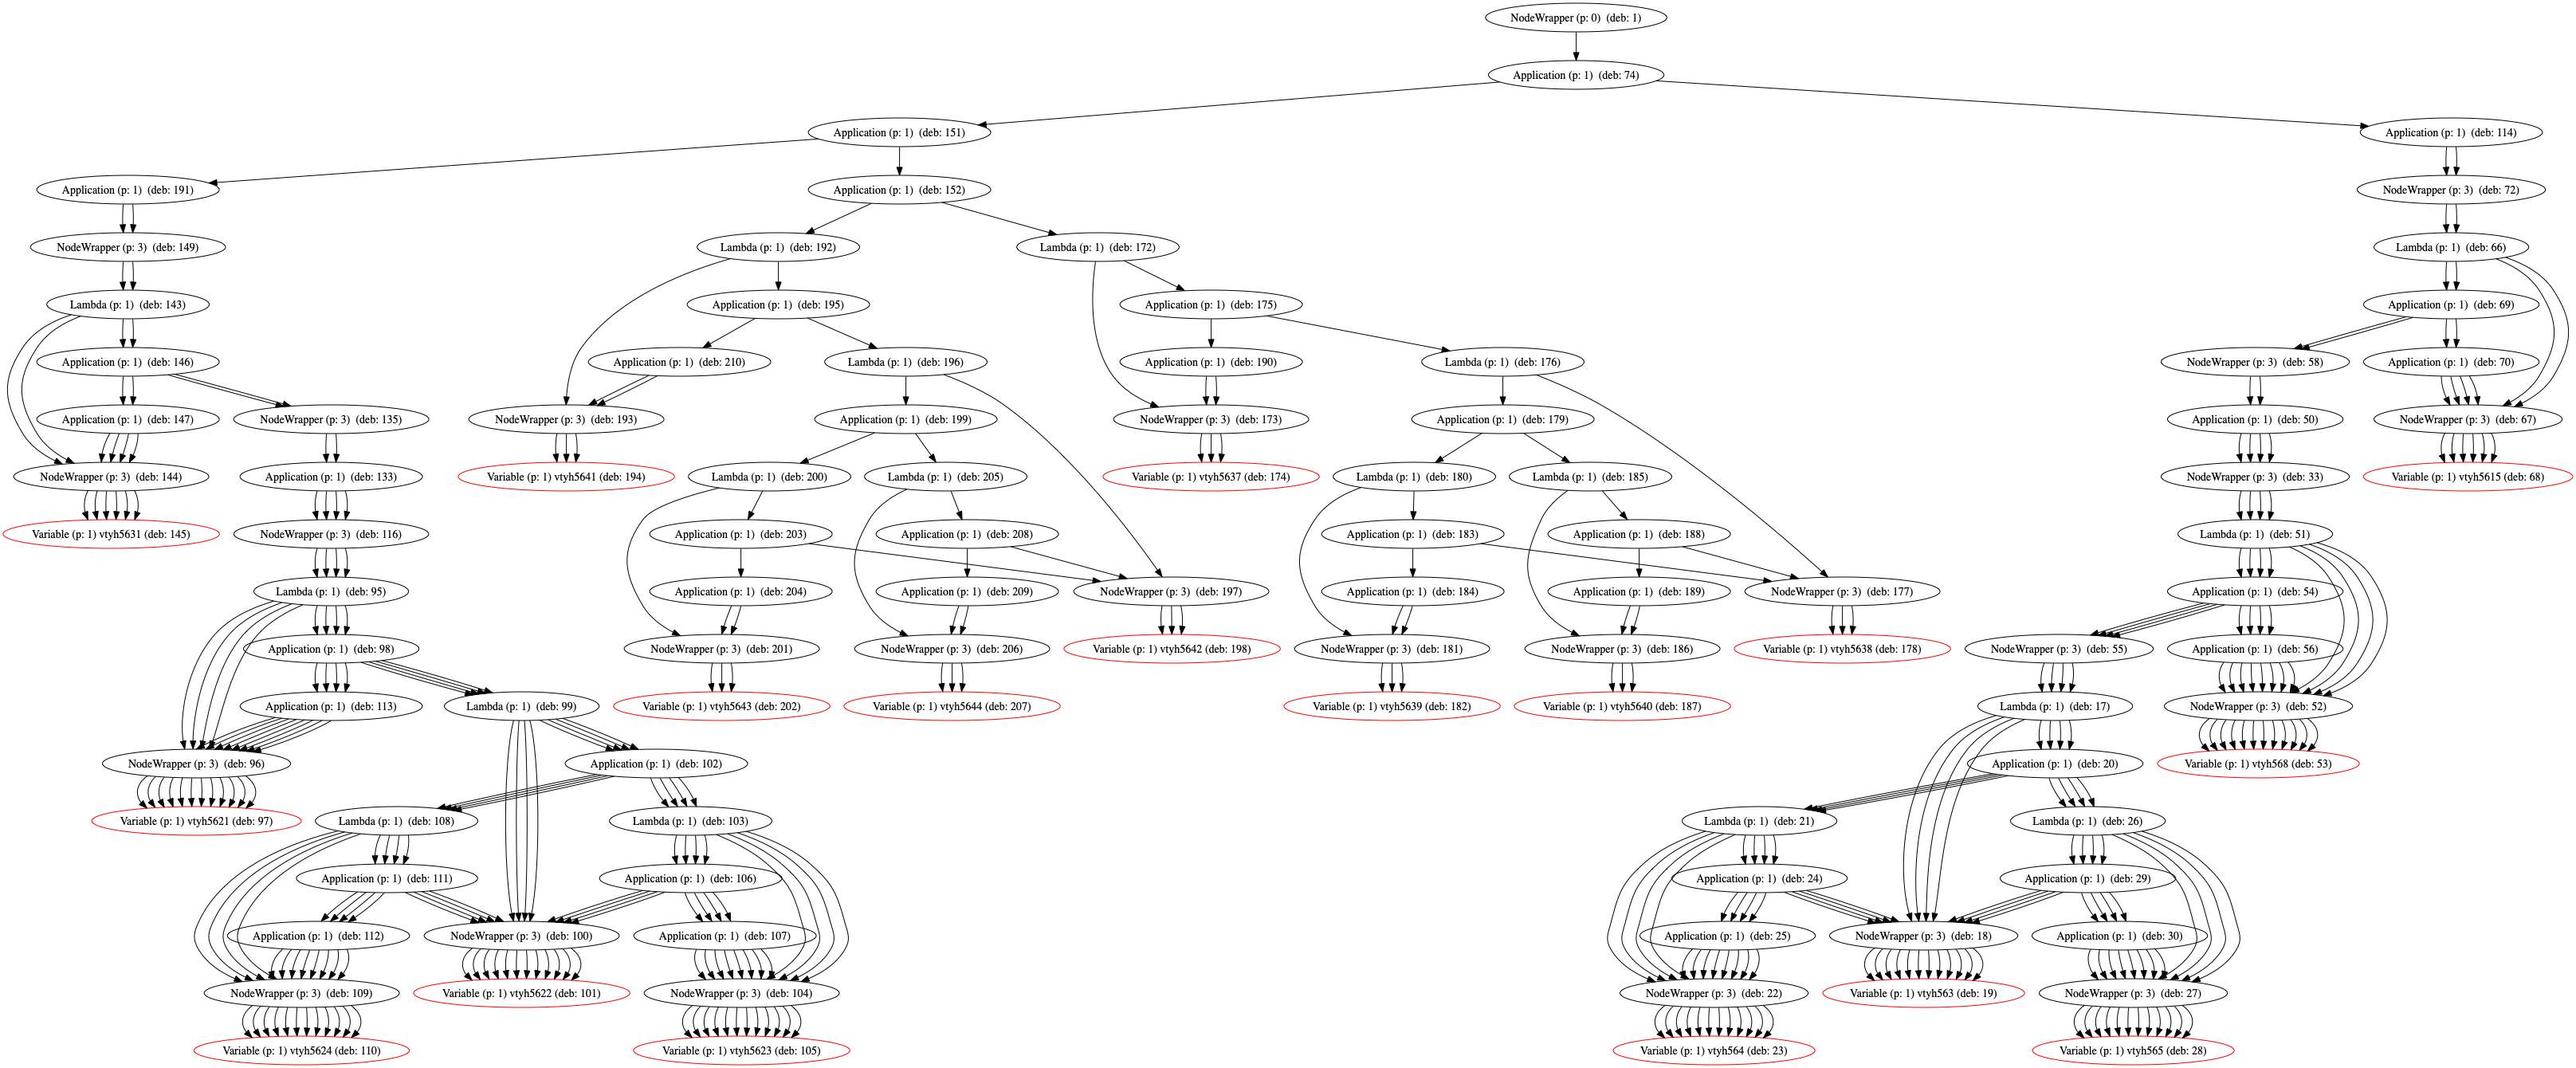 NodeWrapper (p: 0) (deb: 1)
Application (p: 1) (deb: 74)
Application (p: 1) (deb: 151)
Application (p: 1) (deb: 114)
Application (p: 1) (deb: 191)
Application (p: 1) (deb: 152)
NodeWrapper (p: 3) (deb: 72)
NodeWrapper (p: 3) (deb: 149)
Lambda (p: 1) (deb: 192)
Lambda (p: 1) (deb: 172)
Lambda (p: 1) (deb: 66)
Lambda (p: 1) (deb: 143)
Application (p: 1) (deb: 195)
Application (p: 1) (deb: 175)
Application (p: 1) (deb: 69)
Application (p: 1) (deb: 146)
Application (p: 1) (deb: 210)
Lambda (p: 1) (deb: 196)
Application (p: 1) (deb: 190)
Lambda (p: 1) (deb: 176)
NodeWrapper (p: 3) (deb: 58)
Application (p: 1) (deb: 70)
Application (p: 1) (deb: 147)
NodeWrapper (p: 3) (deb: 135)
NodeWrapper (p: 3) (deb: 193)
Application (p: 1) (deb: 199)
NodeWrapper (p: 3) (deb: 173)
Application (p: 1) (deb: 179)
Application (p: 1) (deb: 50)
NodeWrapper (p: 3) (deb: 67)
NodeWrapper (p: 3) (deb: 144)
Application (p: 1) (deb: 133)
Variable (p: 1) vtyh5641 (deb: 194)
Lambda (p: 1) (deb: 200)
Lambda (p: 1) (deb: 205)
Variable (p: 1) vtyh5637 (deb: 174)
Lambda (p: 1) (deb: 180)
Lambda (p: 1) (deb: 185)
NodeWrapper (p: 3) (deb: 33)
Variable (p: 1) vtyh5615 (deb: 68)
Variable (p: 1) vtyh5631 (deb: 145)
NodeWrapper (p: 3) (deb: 116)
Application (p: 1) (deb: 203)
Application (p: 1) (deb: 208)
Application (p: 1) (deb: 183)
Application (p: 1) (deb: 188)
Lambda (p: 1) (deb: 51)
Lambda (p: 1) (deb: 95)
Application (p: 1) (deb: 204)
Application (p: 1) (deb: 209)
NodeWrapper (p: 3) (deb: 197)
Application (p: 1) (deb: 184)
Application (p: 1) (deb: 189)
NodeWrapper (p: 3) (deb: 177)
Application (p: 1) (deb: 54)
Application (p: 1) (deb: 98)
NodeWrapper (p: 3) (deb: 201)
NodeWrapper (p: 3) (deb: 206)
Variable (p: 1) vtyh5642 (deb: 198)
NodeWrapper (p: 3) (deb: 181)
NodeWrapper (p: 3) (deb: 186)
Variable (p: 1) vtyh5638 (deb: 178)
NodeWrapper (p: 3) (deb: 55)
Application (p: 1) (deb: 56)
Application (p: 1) (deb: 113)
Lambda (p: 1) (deb: 99)
Variable (p: 1) vtyh5643 (deb: 202)
Variable (p: 1) vtyh5644 (deb: 207)
Variable (p: 1) vtyh5639 (deb: 182)
Variable (p: 1) vtyh5640 (deb: 187)
Lambda (p: 1) (deb: 17)
NodeWrapper (p: 3) (deb: 52)
NodeWrapper (p: 3) (deb: 96)
Application (p: 1) (deb: 102)
Application (p: 1) (deb: 20)
Variable (p: 1) vtyh568 (deb: 53)
Variable (p: 1) vtyh5621 (deb: 97)
Lambda (p: 1) (deb: 108)
Lambda (p: 1) (deb: 103)
Lambda (p: 1) (deb: 21)
Lambda (p: 1) (deb: 26)
Application (p: 1) (deb: 111)
Application (p: 1) (deb: 106)
Application (p: 1) (deb: 24)
Application (p: 1) (deb: 29)
Application (p: 1) (deb: 112)
NodeWrapper (p: 3) (deb: 100)
Application (p: 1) (deb: 107)
Application (p: 1) (deb: 25)
NodeWrapper (p: 3) (deb: 18)
Application (p: 1) (deb: 30)
NodeWrapper (p: 3) (deb: 109)
Variable (p: 1) vtyh5622 (deb: 101)
NodeWrapper (p: 3) (deb: 104)
NodeWrapper (p: 3) (deb: 22)
Variable (p: 1) vtyh563 (deb: 19)
NodeWrapper (p: 3) (deb: 27)
Variable (p: 1) vtyh5624 (deb: 110)
Variable (p: 1) vtyh5623 (deb: 105)
Variable (p: 1) vtyh564 (deb: 23)
Variable (p: 1) vtyh565 (deb: 28)